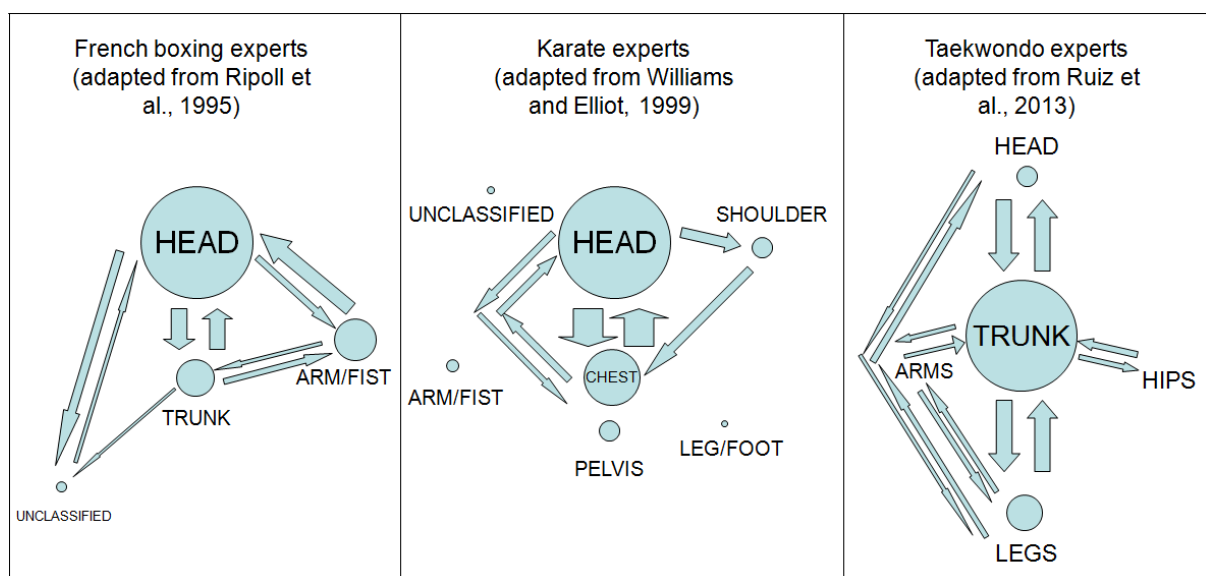 French boxing experts
(adapted from Ripoll et
al., 1995)
HEAD
ARM/FIST
TRUNK
UNCLASSIFIED
Karate experts
(adapted from Williams
and Elliot, 1999)
UNCLASSIFIED
SHOULDER
HEAD
CHEST
ARM/FIST
LEG/FOOT
PELVIS
Taekwondo experts
(adapted from Ruiz et
al., 2013)
HEAD
TRUNK
ARMS
HIPS
LEGS